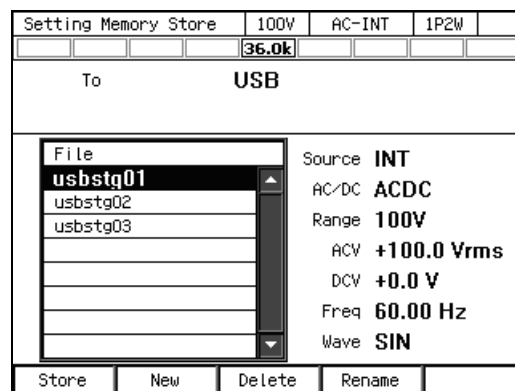 Setting Memory Store 100V AC-INT 1P2W
36.0k
To USB
File
usbstg01
usbstg02
usbstg03
Source INT
AC/DC ACDC
Range 100V
ACV +100.0 Vrms
DCV +0.0 V
Freq 60.00 Hz
Wave SIN
Store New Delete Rename